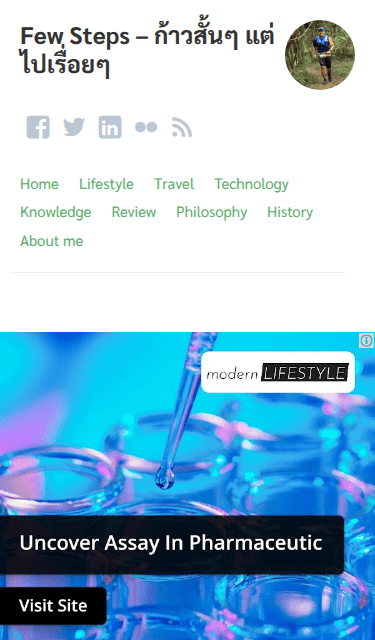 Few Steps – ก้าวสั้นๆ แต่
ไปเรื่อยๆ
Home Lifestyle Travel Technology
Knowledge Review Philosophy History
About me
modern LIFESTYLE
Uncover Assay In Pharmaceutic
Visit Site